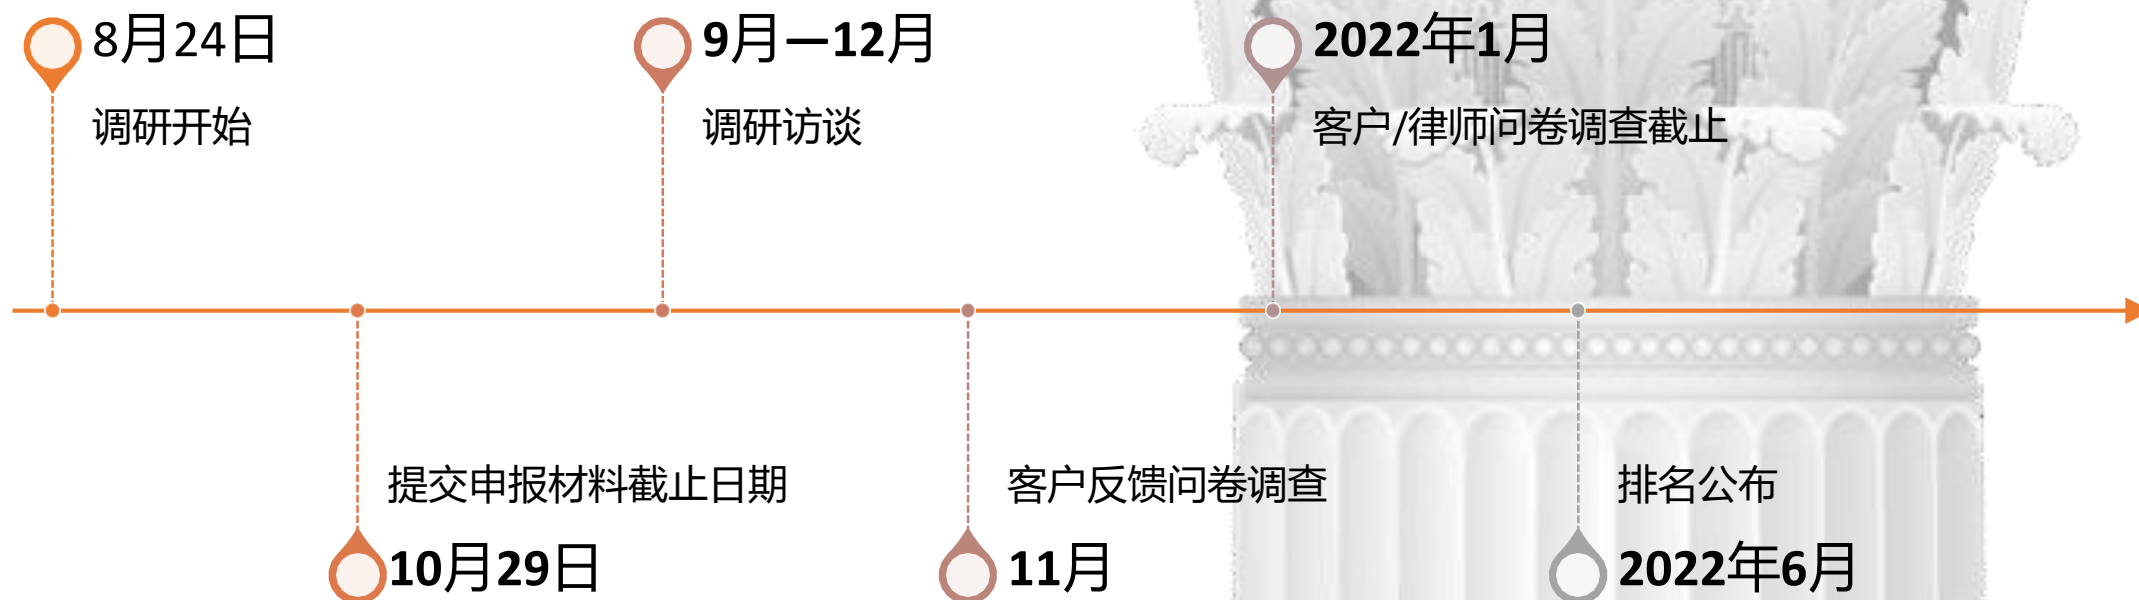 8月24日
调研开始
9月—12月
调研访谈
2022年1月
客户/律师问卷调查截止
提交申报材料截止日期
10月29日
客户反馈问卷调查
11月
排名公布
2022年6月